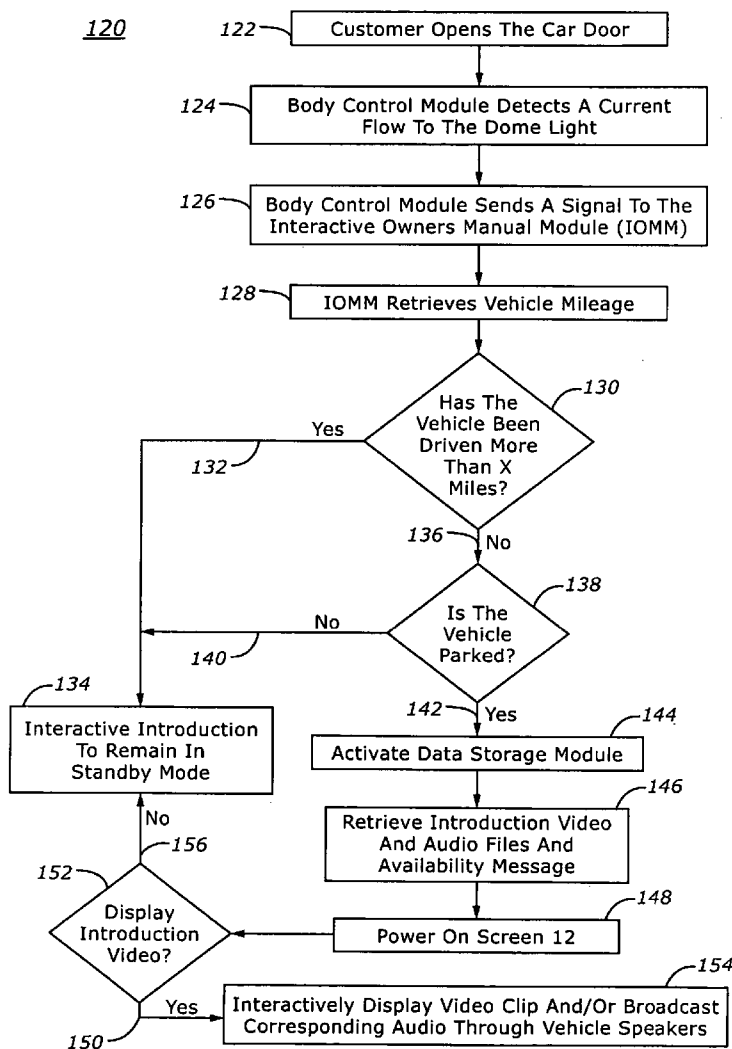 120
122
Customer Opens The Car Door
124
Body Control Module Detects A Current
Flow To The Dome Light
126
Body Control Module Sends A Signal To The
Interactive Owners Manual Module (IOMM)
128
IOMM Retrieves Vehicle Mileage
130
Has The
Vehicle Been
Driven More
Than X
Miles?
Yes
132
136
No
138
Is The
Vehicle
Parked?
No
140
142
Yes
134
Interactive Introduction
To Remain In
Standby Mode
144
Activate Data Storage Module
146
Retrieve Introduction Video
And Audio Files And
Availability Message
148
Power On Screen 12
No
156
152
Display
Introduction
Video?
Yes
150
154
Interactively Display Video Clip And/Or Broadcast
Corresponding Audio Through Vehicle Speakers